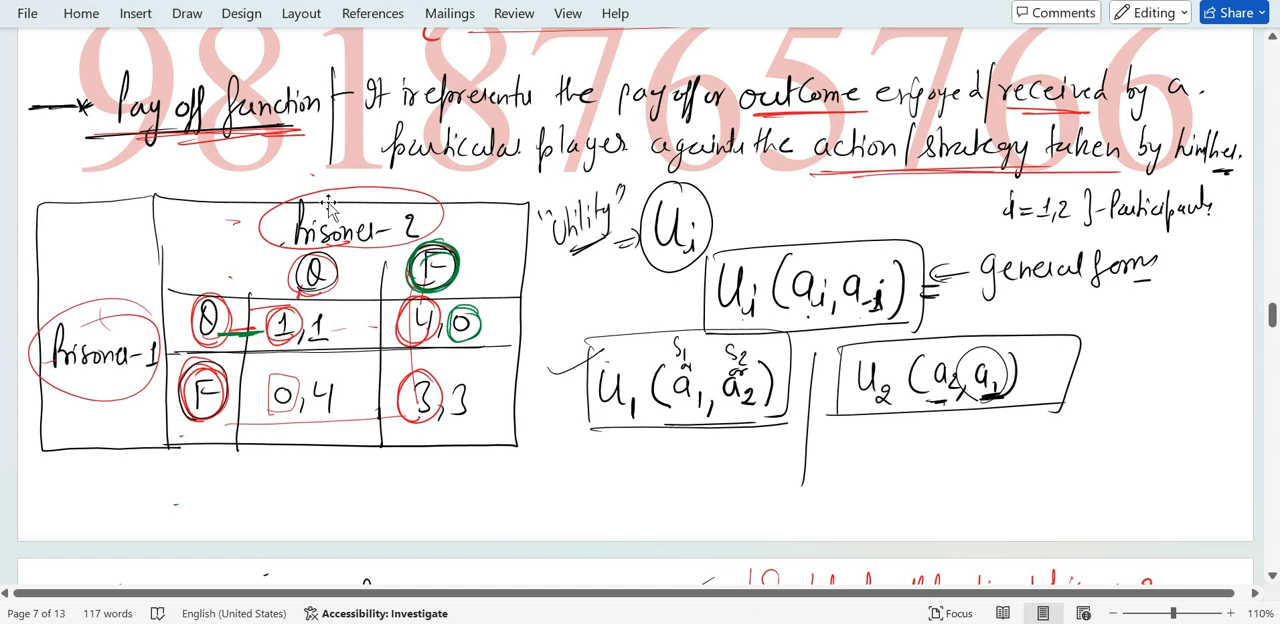 File Home Insert Draw Design Layout References Mailings Review View Help Comments Editing Share
9818765766
Pay off function It represents the pay off or outcome enjoyed/received by a
particular player against the action/strategy taken by him/her.
i=1,2 }-Participants
Prisoner-2
"Utility" => Ui
Q F
Ui (ai, a-i) <= general form
Prisoner-1
Q 1,1 4,0
F 0,4 3,3
S1 S2
U1 (a1, a2)
U2 (a2, a1)
Page 7 of 13 117 words English (United States) Accessibility: Investigate Focus 110%